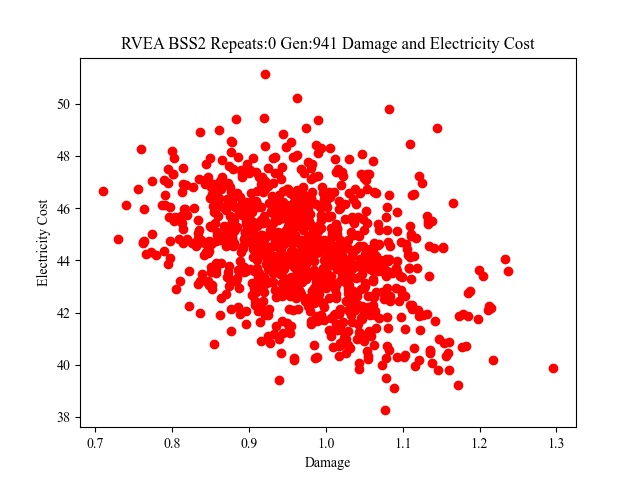 RVEA BSS2 Repeats:0 Gen:941 Damage and Electricity Cost
50
48
46
44
42
40
38
Electricity Cost
0.7 0.8 0.9 1.0 1.1 1.2 1.3
Damage